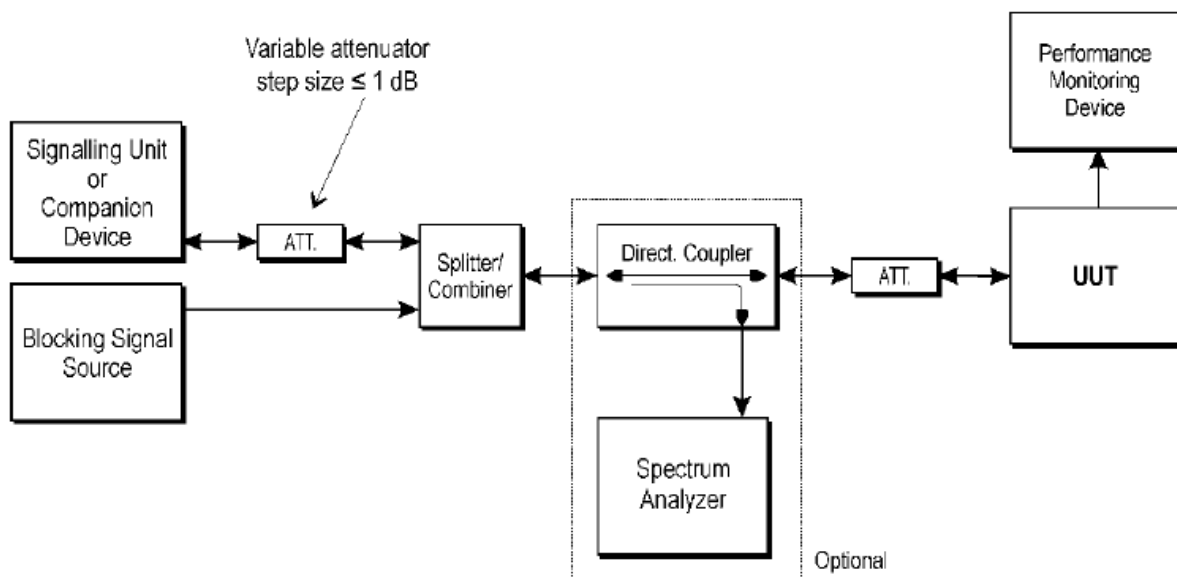 Variable attenuator
step size ≤ 1 dB
Signalling Unit
or
Companion
Device
ATT.
Blocking Signal
Source
Splitter/
Combiner
Direct. Coupler
Spectrum
Analyzer
Optional
ATT.
Performance
Monitoring
Device
UUT